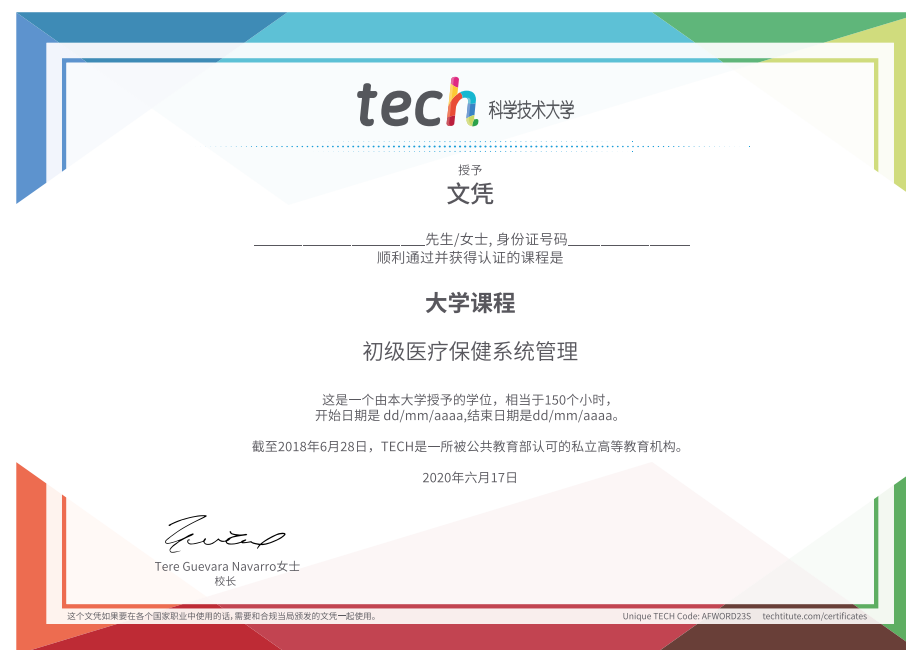 tech 科学技术大学
授予
文凭
______________________先生/女士, 身份证号码_______________
顺利通过并获得认证的课程是
大学课程
初级医疗保健系统管理
这是一个由本大学授予的学位，相当于150个小时，
开始日期是 dd/mm/aaaa,结束日期是dd/mm/aaaa。
截至2018年6月28日，TECH是一所被公共教育部认可的私立高等教育机构。
2020年六月17日
Tere Guevara Navarro女士
校长
这个文凭如果要在各个国家职业中使用的话,需要和合规当局颁发的文凭一起使用。
Unique TECH Code: AFWORD23S techtitute.com/certificates